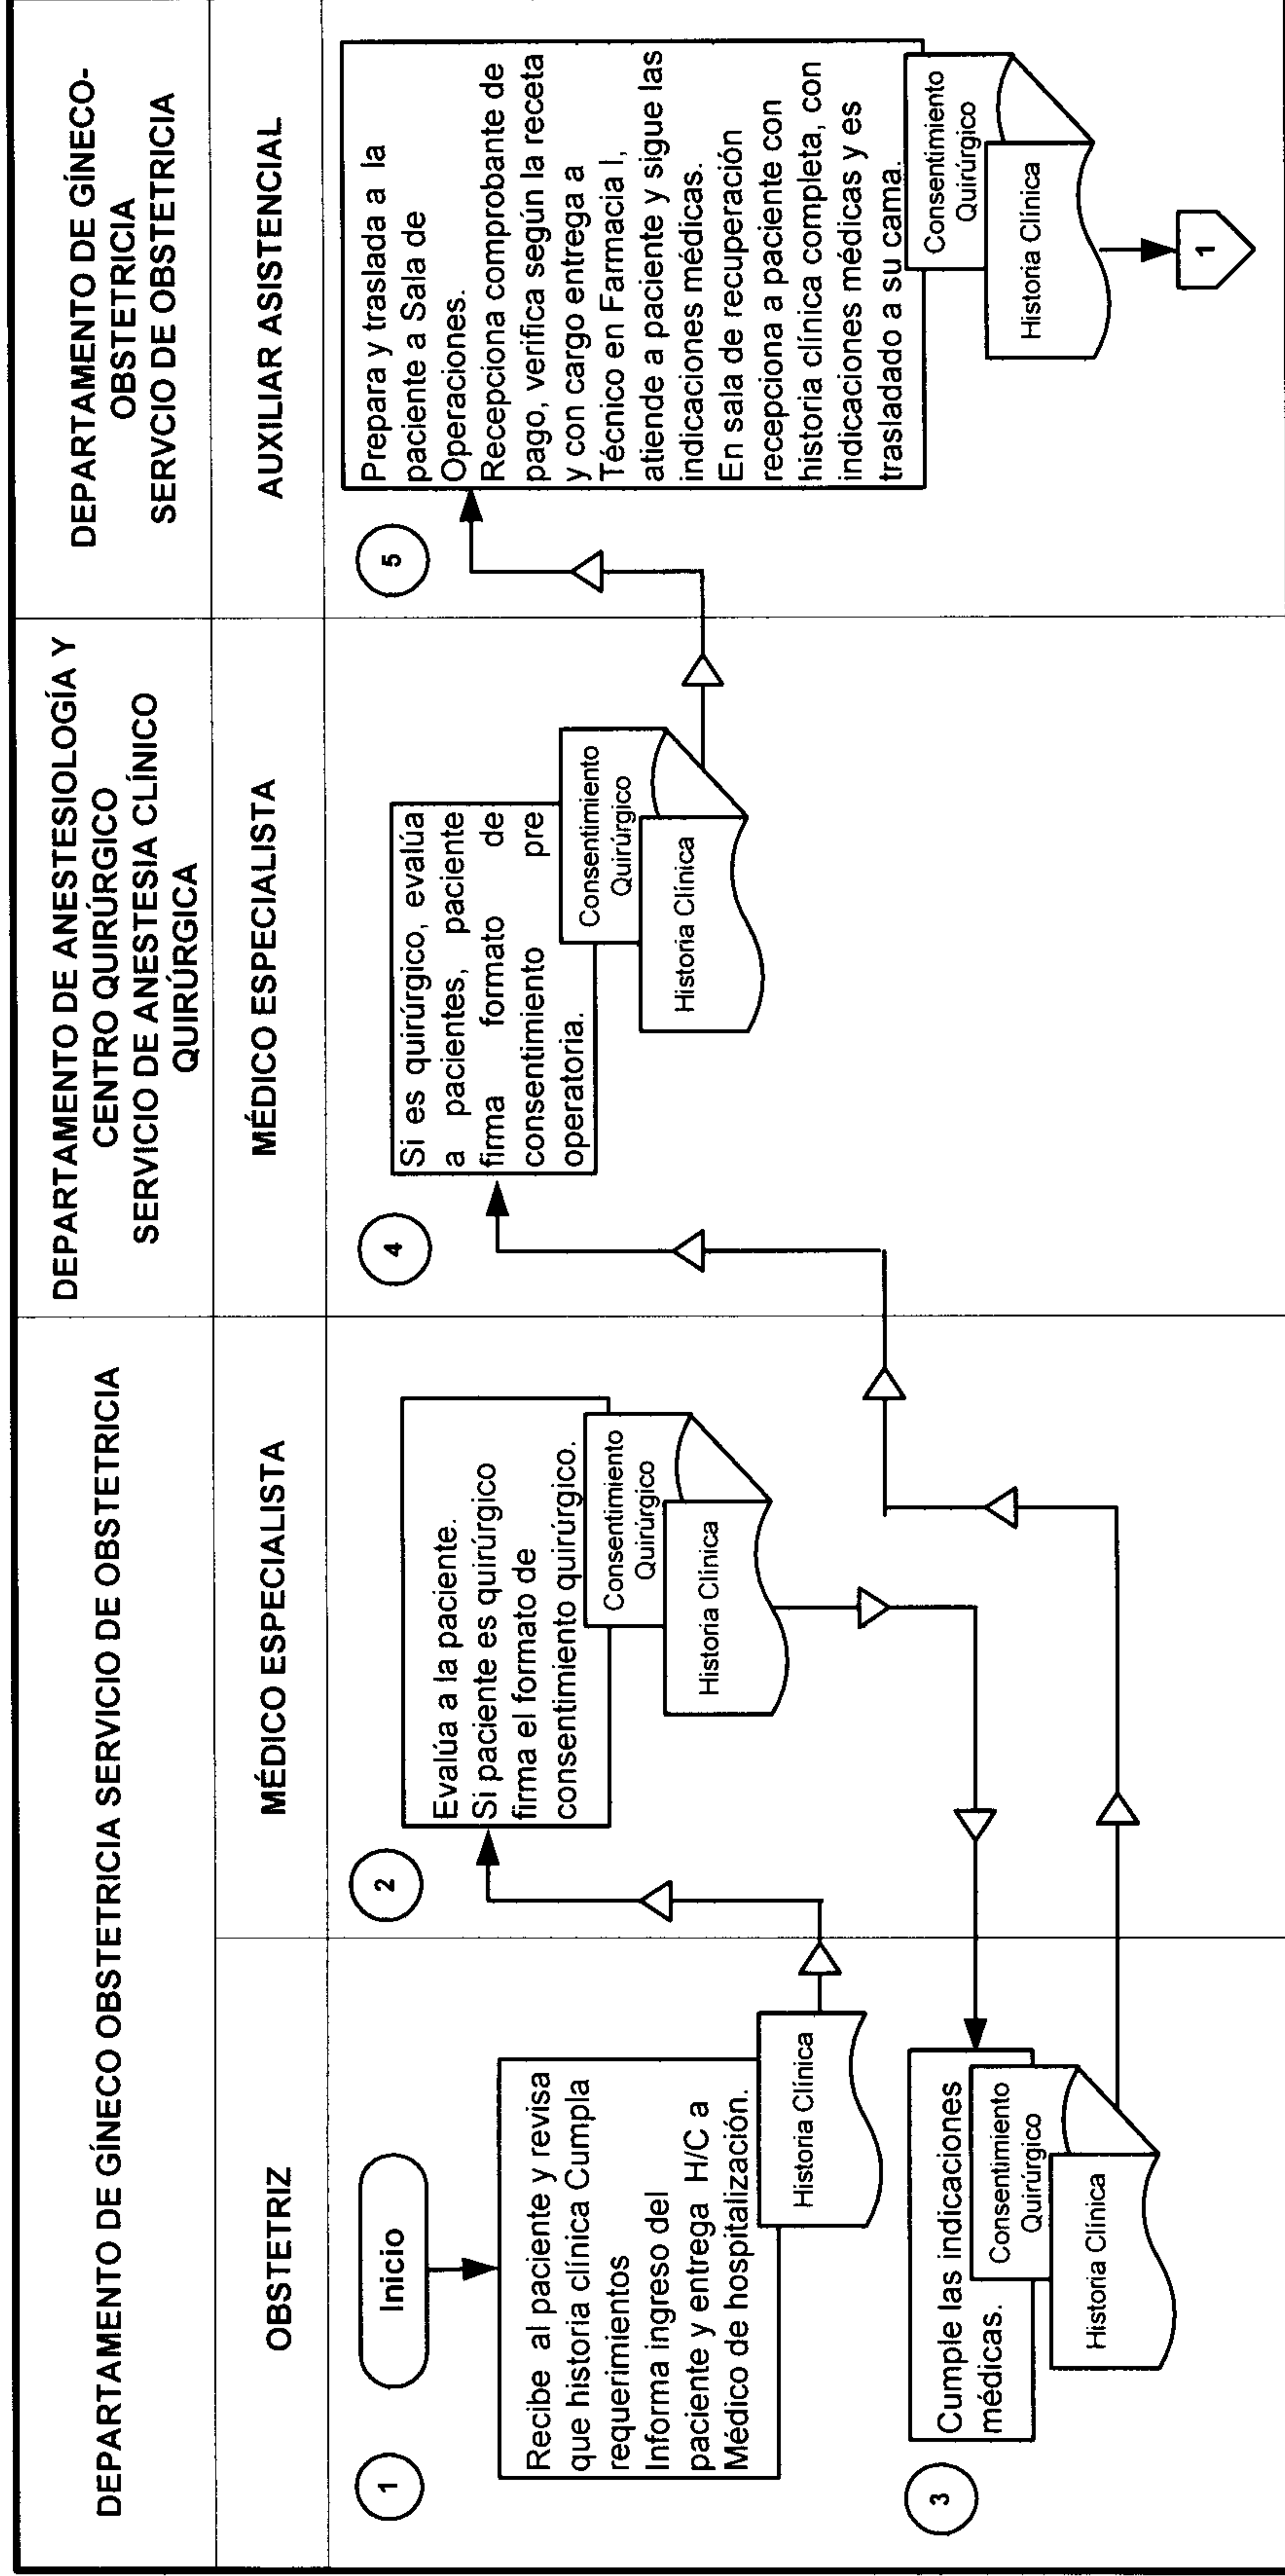 DEPARTAMENTO DE GÍNECO OBSTETRICIA SERVICIO DE OBSTETRICIA
DEPARTAMENTO DE ANESTESIOLOGÍA Y
CENTRO QUIRÚRGICO
SERVICIO DE ANESTESIA CLÍNICO
QUIRÚRGICA
DEPARTAMENTO DE GÍNECO-
OBSTETRICIA
SERVCIO DE OBSTETRICIA
OBSTETRIZ
MÉDICO ESPECIALISTA
MÉDICO ESPECIALISTA
AUXILIAR ASISTENCIAL
1
Inicio
Recibe al paciente y revisa
que historia clínica Cumpla
requerimientos
Informa ingreso del
paciente y entrega H/C a
Médico de hospitalización.
Historia Clínica
2
Evalúa a la paciente.
Si paciente es quirúrgico
firma el formato de
consentimiento quirúrgico.
Consentimiento
Quirúrgico
Historia Clínica
3
Cumple las indicaciones
médicas.
Consentimiento
Quirúrgico
Historia Clínica
4
Si es quirúrgico, evalúa
a pacientes, paciente
firma formato de
consentimiento pre
operatoria.
Consentimiento
Quirúrgico
Historia Clínica
5
Prepara y traslada a la
paciente a Sala de
Operaciones.
Recepciona comprobante de
pago, verifica según la receta
y con cargo entrega a
Técnico en Farmacia I,
atiende a paciente y sigue las
indicaciones médicas.
En sala de recuperación
recepciona a paciente con
historia clínica completa, con
indicaciones médicas y es
trasladado a su cama.
Consentimiento
Quirúrgico
Historia Clínica
1